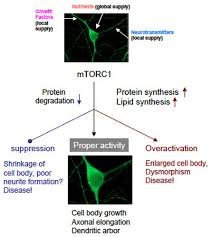 Nutrients (global supply)
Growth
Factors
(local
supply)
Neurotransmitters
(local supply)
mTORC1
Protein
degradation
Protein synthesis
Lipid synthesis
suppression
Proper activity
Overactivation
Shrinkage of
cell body, poor
neurite formation?
Disease!
Enlarged cell body,
Dysmorphism
Disease!
Cell body growth
Axonal elongation
Dendritic arbor